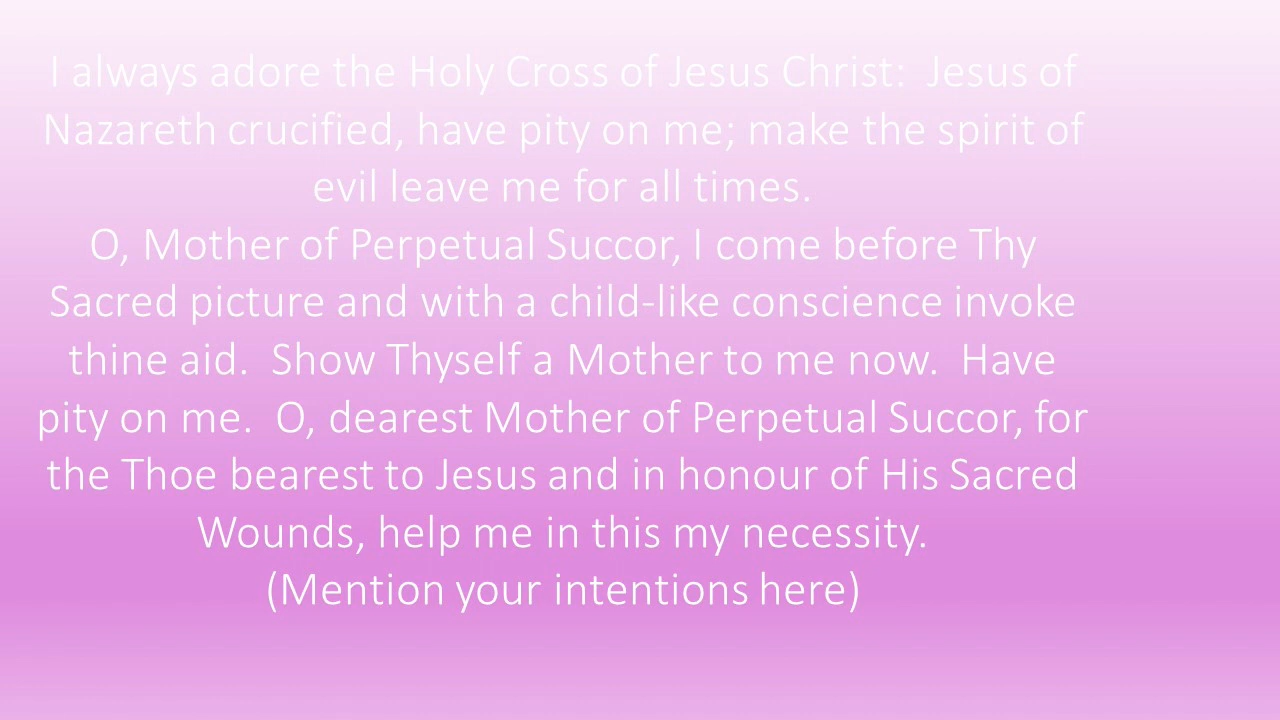 I always adore the Holy Cross of Jesus Christ:  Jesus of
Nazareth crucified, have pity on me; make the spirit of
evil leave me for all times.
O, Mother of Perpetual Succor, I come before Thy
Sacred picture and with a child-like conscience invoke
thine aid.  Show Thyself a Mother to me now.  Have
pity on me.  O, dearest Mother of Perpetual Succor, for
the Thoe bearest to Jesus and in honour of His Sacred
Wounds, help me in this my necessity.
(Mention your intentions here)